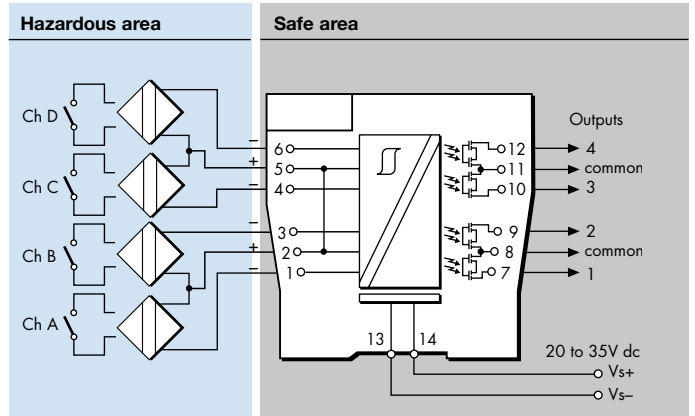 Hazardous area
Safe area
Ch D
Ch C
Ch B
Ch A
–
+
–
–
+
–
6
5
4
3
2
1
12
11
10
9
8
7
Outputs
4
common
3
2
common
1
13
14
20 to 35V dc
Vs+
Vs–